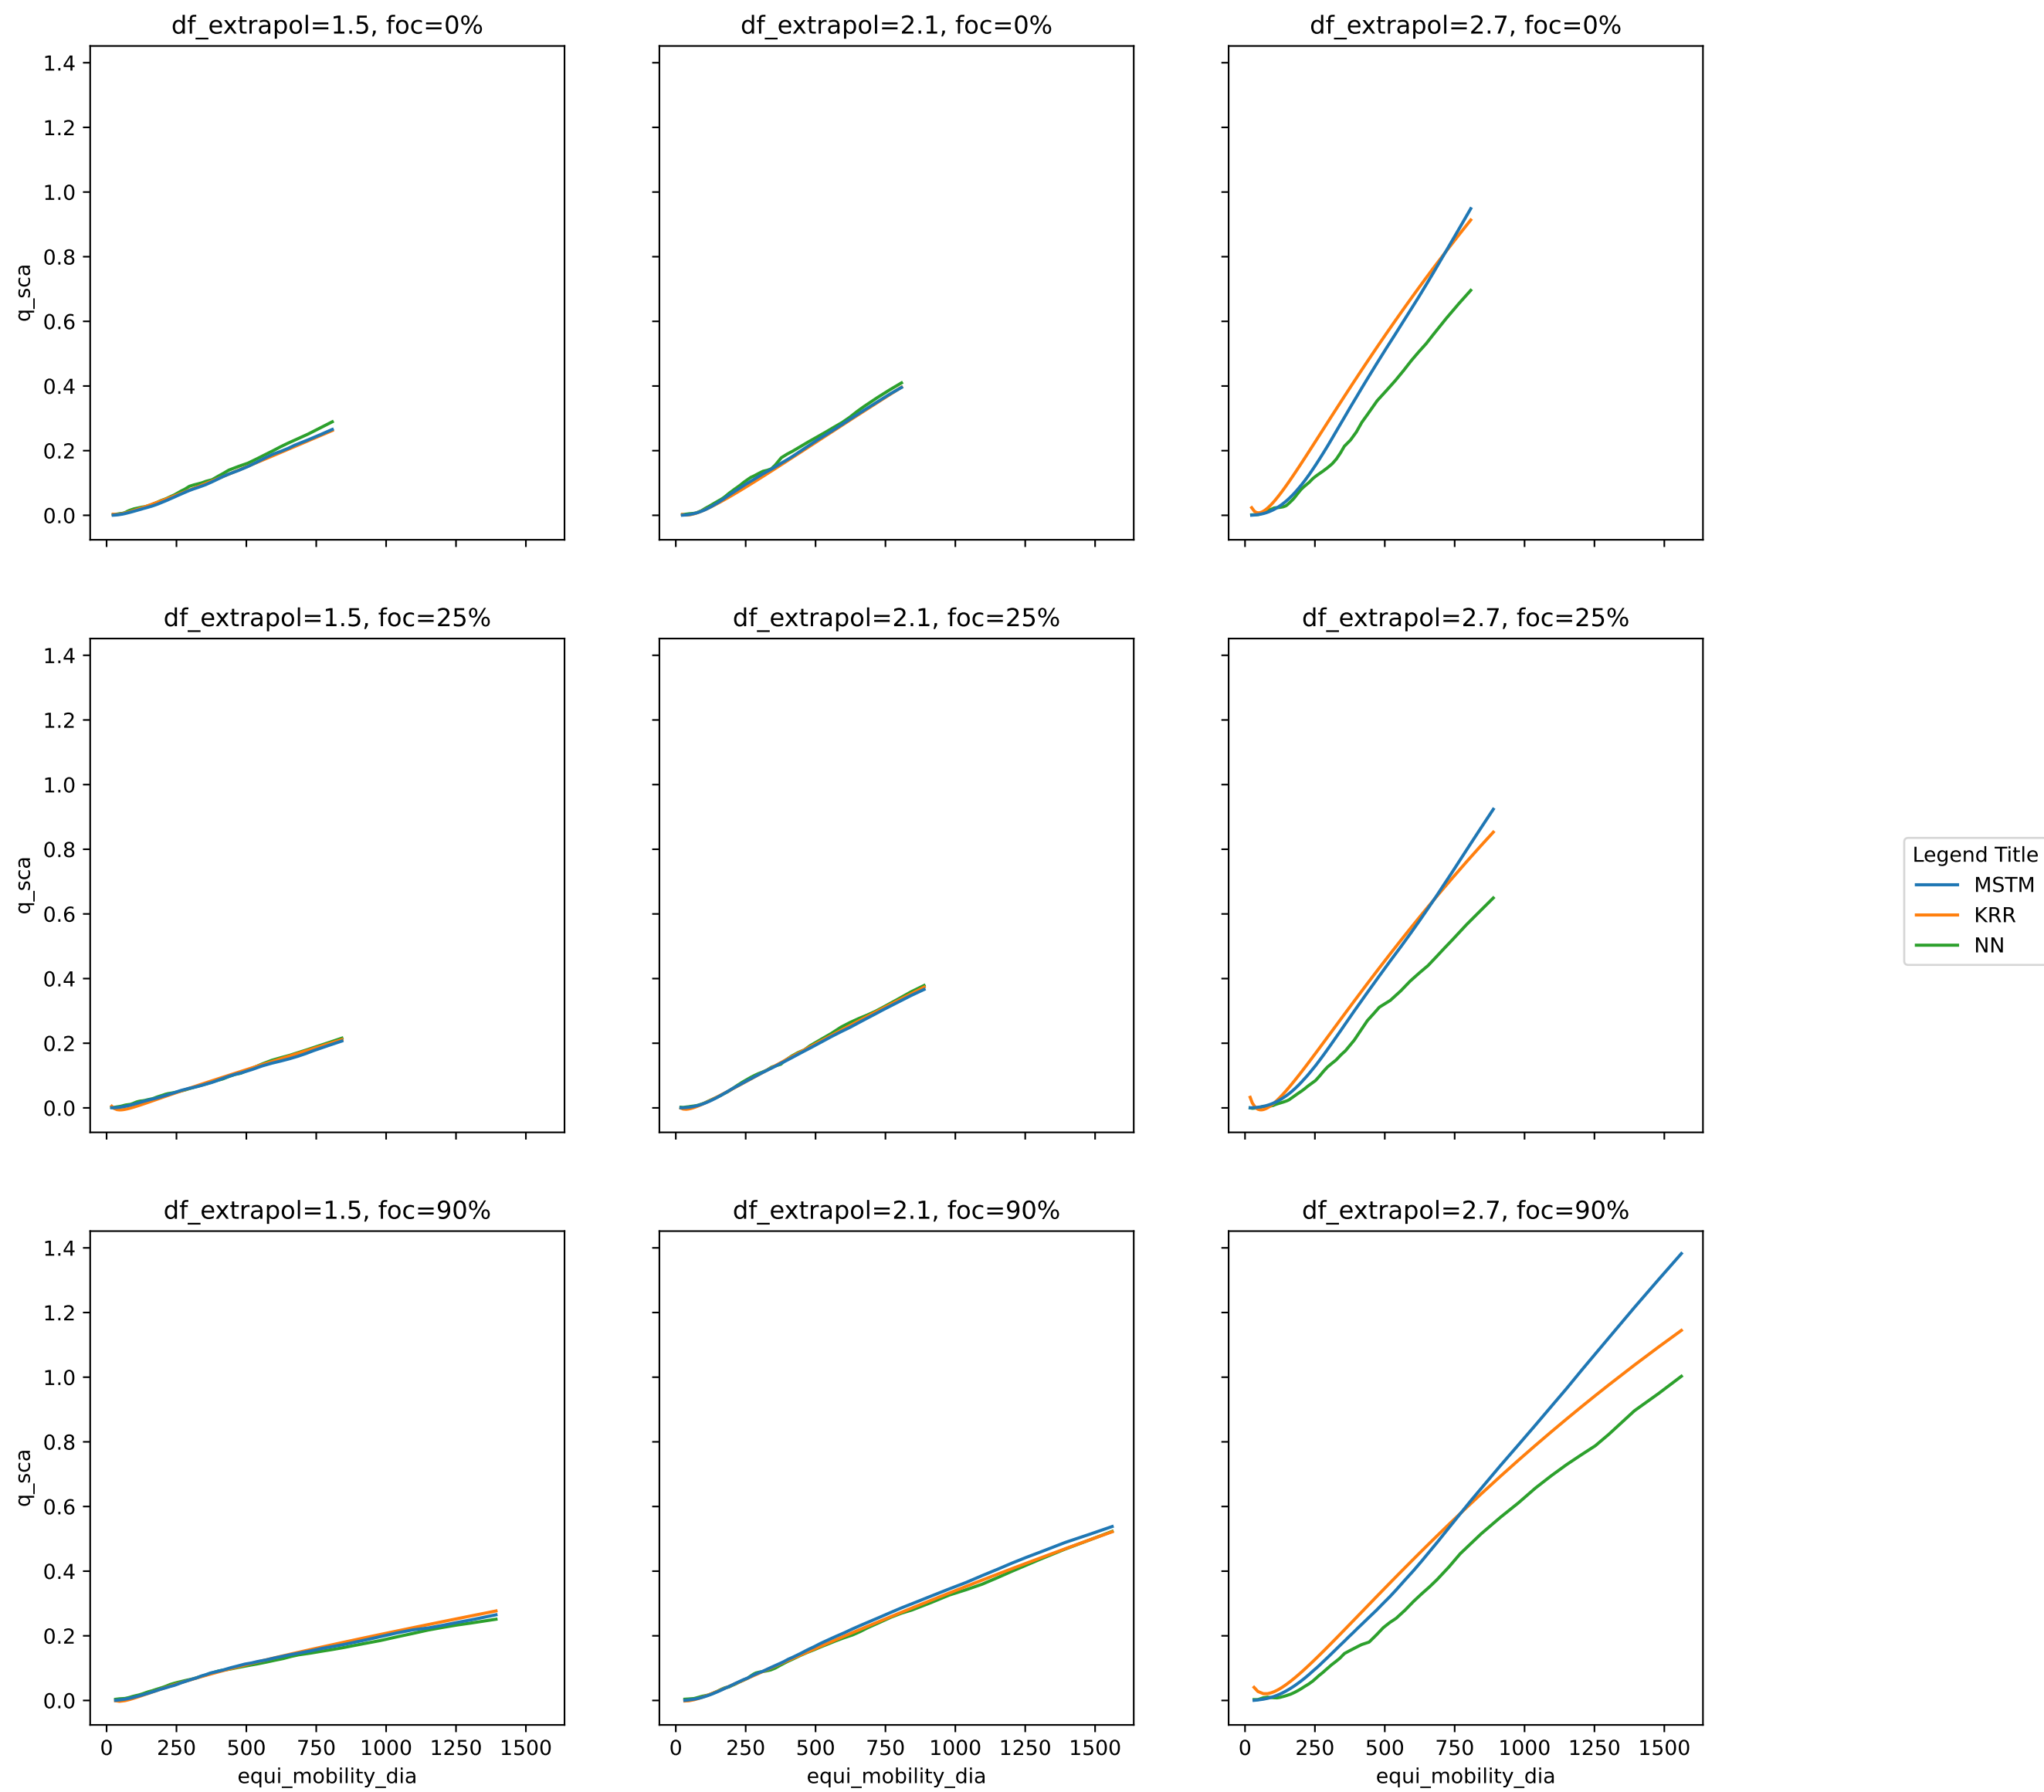 df_extrapol=1.5, foc=0%
df_extrapol=2.1, foc=0%
df_extrapol=2.7, foc=0%
1.4
1.2
1.0
0.8
0.6
0.4
0.2
0.0
q_sca
df_extrapol=1.5, foc=25%
df_extrapol=2.1, foc=25%
df_extrapol=2.7, foc=25%
1.4
1.2
1.0
0.8
0.6
0.4
0.2
0.0
q_sca
Legend Title
MSTM
KRR
NN
df_extrapol=1.5, foc=90%
df_extrapol=2.1, foc=90%
df_extrapol=2.7, foc=90%
1.4
1.2
1.0
0.8
0.6
0.4
0.2
0.0
q_sca
0 250 500 750 1000 1250 1500
0 250 500 750 1000 1250 1500
0 250 500 750 1000 1250 1500
equi_mobility_dia
equi_mobility_dia
equi_mobility_dia